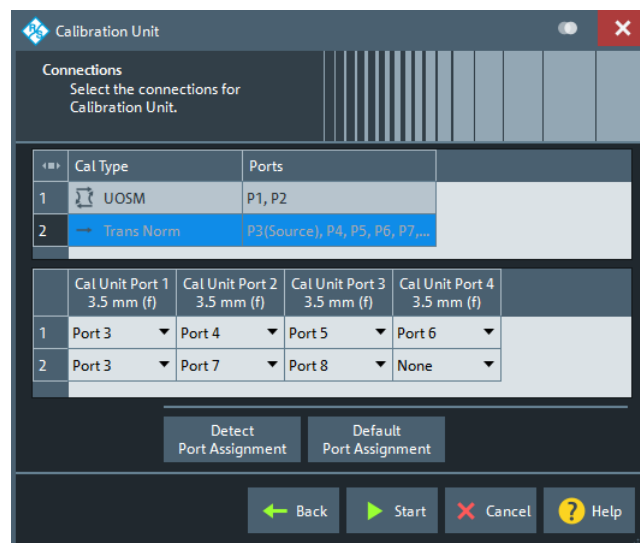 Calibration Unit
Connections
Select the connections for
Calibration Unit.
Cal Type Ports
1 UOSM P1, P2
2 Trans Norm P3(Source), P4, P5, P6, P7,...
Cal Unit Port 1 Cal Unit Port 2 Cal Unit Port 3 Cal Unit Port 4
3.5 mm (f) 3.5 mm (f) 3.5 mm (f) 3.5 mm (f)
1 Port 3 Port 4 Port 5 Port 6
2 Port 3 Port 7 Port 8 None
Detect Default
Port Assignment Port Assignment
Back Start Cancel ? Help